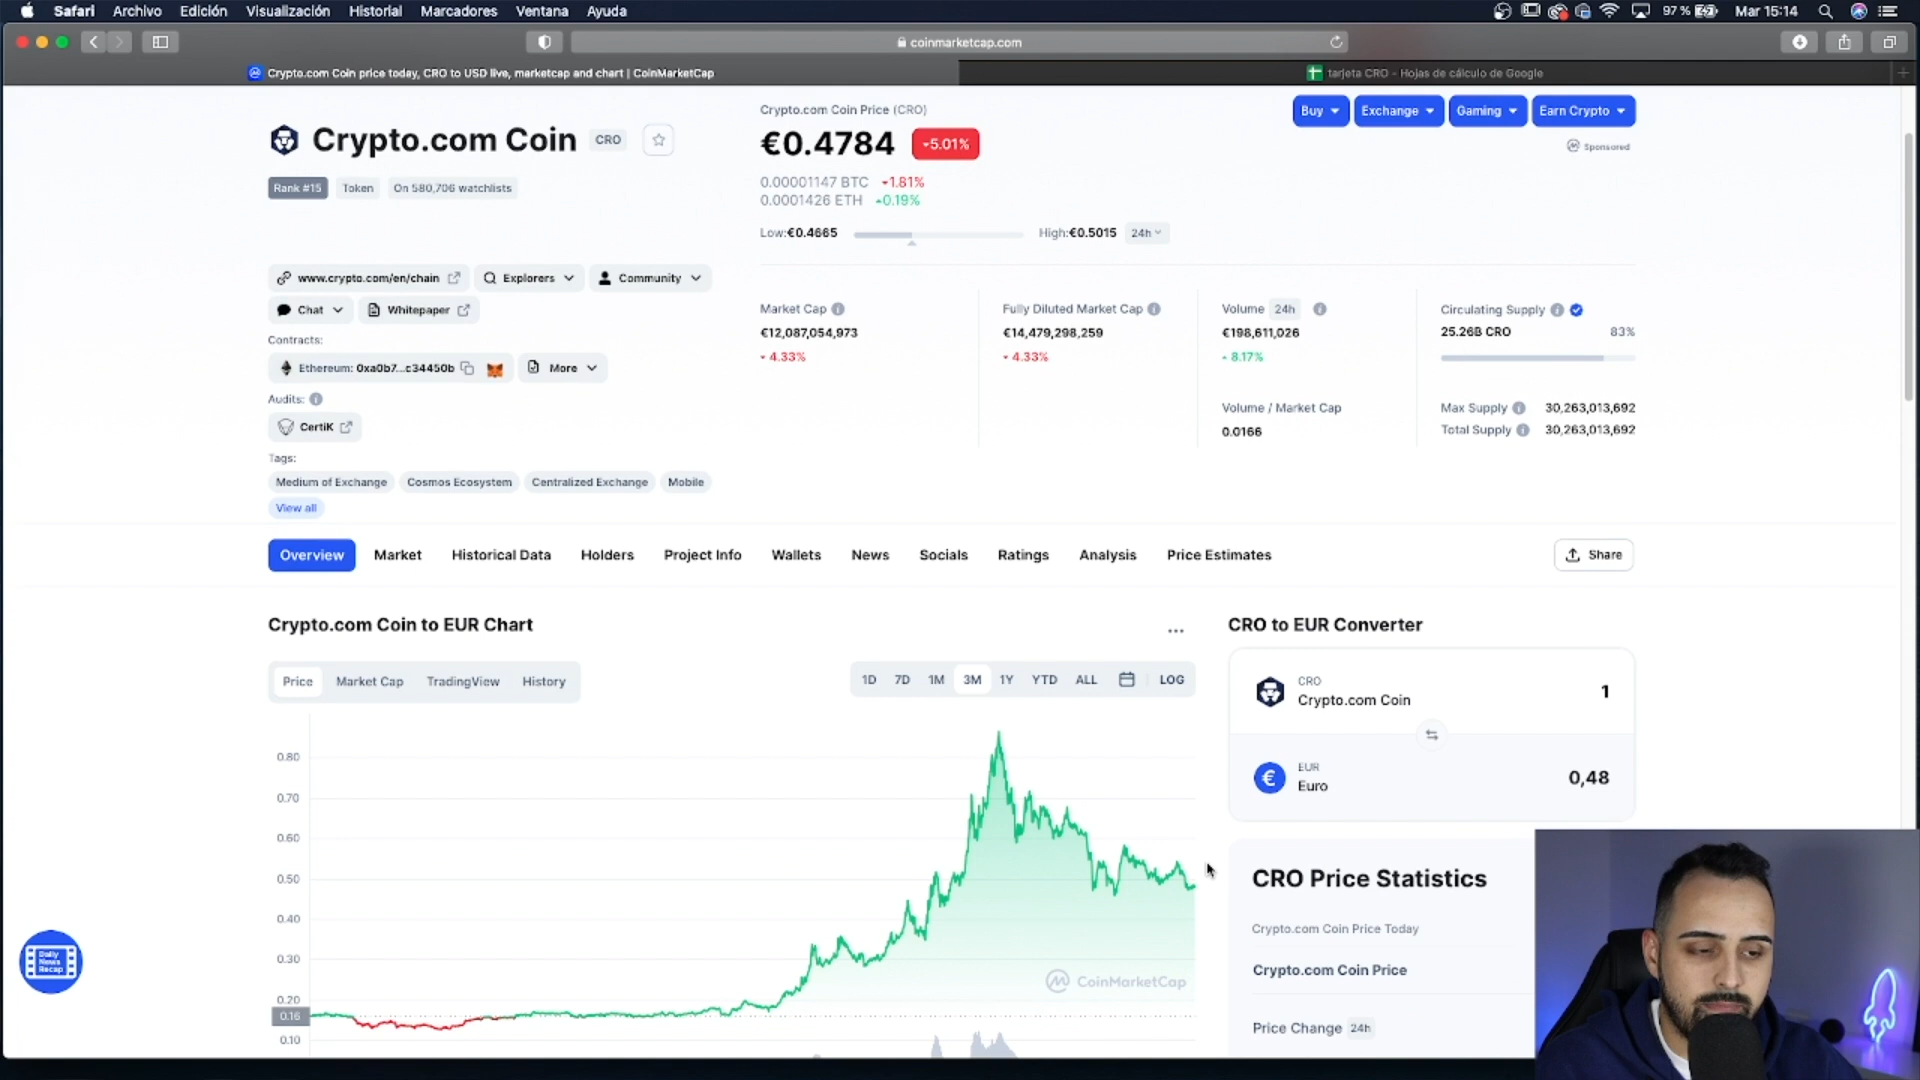 Safari Archivo Edición Visualización Historial Marcadores Ventana Ayuda 97 % Mar 15:14
coinmarketcap.com
Crypto.com Coin price today, CRO to USD live, marketcap and chart | CoinMarketCap
tarjeta CRO - Hojas de cálculo de Google
Crypto.com Coin CRO
Rank #15 Token On 580,706 watchlists
www.crypto.com/en/chain Explorers Community
Chat Whitepaper
Contracts:
Ethereum: 0xa0b7...c34450b More
Audits:
CertiK
Tags:
Medium of Exchange Cosmos Ecosystem Centralized Exchange Mobile
View all
Crypto.com Coin Price (CRO)
€0.4784 5.01%
0.00001147 BTC 1.81%
0.0001426 ETH 0.19%
Low:€0.4665 High:€0.5015 24h
Buy Exchange Gaming Earn Crypto
Sponsored
Market Cap
€12,087,054,973
4.33%
Fully Diluted Market Cap
€14,479,298,259
4.33%
Volume 24h
€198,611,026
8.17%
Volume / Market Cap
0.0166
Circulating Supply
25.26B CRO 83%
Max Supply 30,263,013,692
Total Supply 30,263,013,692
Overview Market Historical Data Holders Project Info Wallets News Socials Ratings Analysis Price Estimates Share
Crypto.com Coin to EUR Chart
Price Market Cap TradingView History
1D 7D 1M 3M 1Y YTD ALL LOG
0.80
0.70
0.60
0.50
0.40
0.30
0.20
0.16
0.10
CoinMarketCap
CRO to EUR Converter
CRO
Crypto.com Coin 1
EUR
Euro 0,48
CRO Price Statistics
Crypto.com Coin Price Today
Crypto.com Coin Price
Price Change 24h
Daily
News
Recap